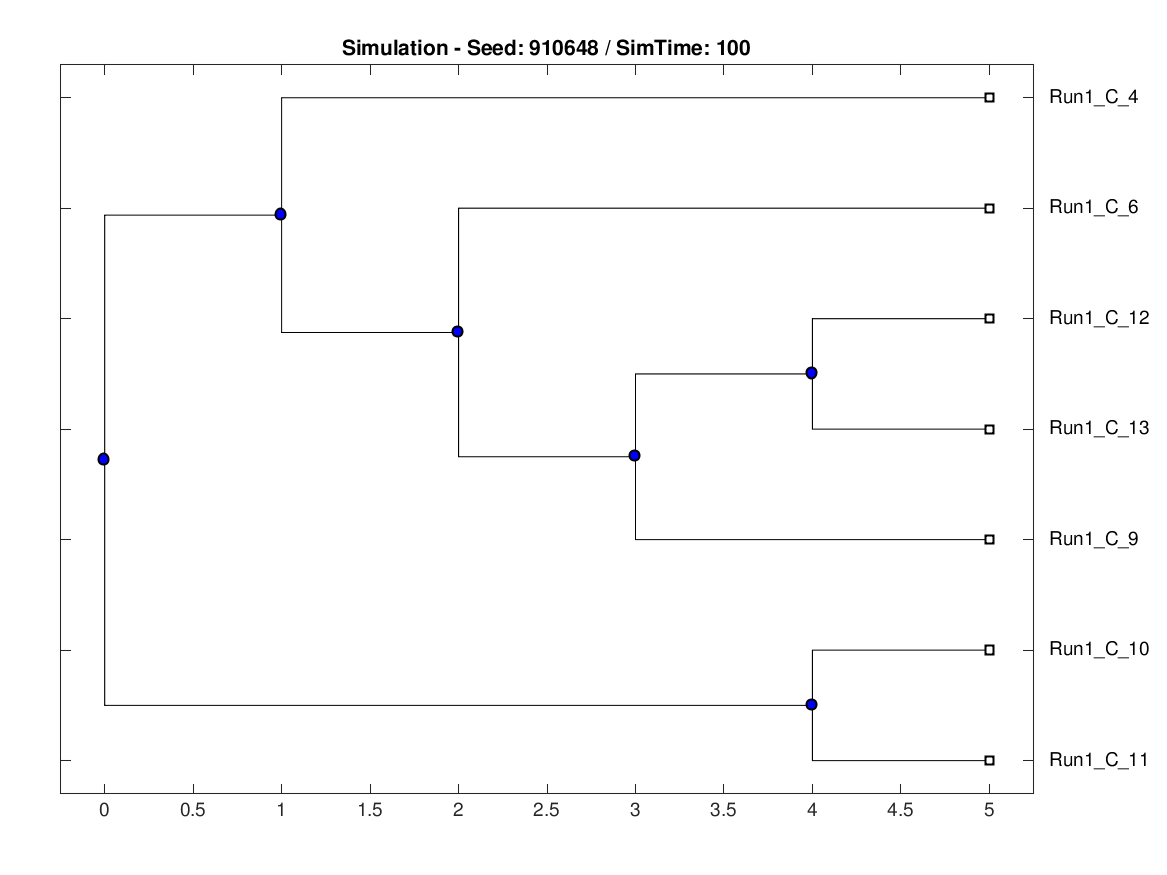 Simulation - Seed: 910648 / SimTime: 100
Run1_C_4
Run1_C_6
Run1_C_12
Run1_C_13
Run1_C_9
Run1_C_10
Run1_C_11
0 0.5 1 1.5 2 2.5 3 3.5 4 4.5 5